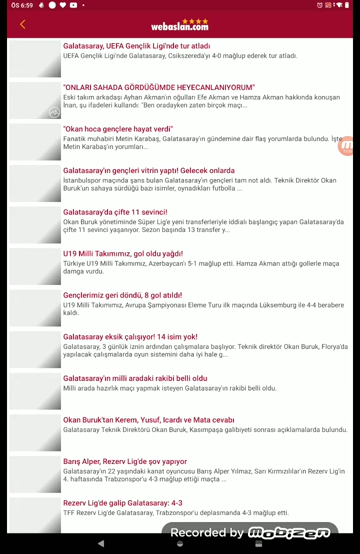 ÖS 6:59
webaslan.com
Galatasaray, UEFA Gençlik Ligi'nde tur atladı
UEFA Gençlik Ligi'nde Galatasaray, Csikszereda'yı 4-0 mağlup ederek tur atladı.
"ONLARI SAHADA GÖRDÜĞÜMDE HEYECANLANIYORUM"
Eski takım arkadaşı Ayhan Akman'ın oğulları Efe Akman ve Hamza Akman hakkında konuşan
İnan, şu ifadeleri kullandı: "Ben oradayken zaten birçok maçı...
"Okan hoca gençlere hayat verdi"
Fanatik muhabiri Metin Karabaş, Galatasaray'ın gündemine dair flaş yorumlarda bulundu. İşte
Metin Karabaş'ın yorumları...
Galatasaray'ın gençleri vitrin yaptı! Gelecek onlarda
İstanbulspor maçında şans bulan Galatasaray'ın gençleri tam not aldı. Teknik Direktör Okan
Buruk'un sahaya sürdüğü bazı isimler, oynadıkları futbolla ...
Galatasaray'da çifte 11 sevinci!
Okan Buruk yönetiminde Süper Lig'e yeni transferleriyle iddialı başlangıç yapan Galatasaray'da
çifte 11 sevinci yaşanıyor. Sezon başında 13 transfer y...
U19 Milli Takımımız, gol oldu yağdı!
Türkiye U19 Milli Takımımız, Azerbaycan'ı 5-1 mağlup etti. Hamza Akman attığı gollerle maça
damga vurdu.
Gençlerimiz geri döndü, 8 gol atıldı!
U19 Milli Takımımız, Avrupa Şampiyonası Eleme Turu ilk maçında Lüksemburg ile 4-4 berabere
kaldı.
Galatasaray eksik çalışıyor! 14 isim yok!
Galatasaray, 3 günlük iznin ardından çalışmalara başlıyor. Teknik direktör Okan Buruk, Florya'da
yapılacak çalışmalarda oyun sistemini daha iyi hale g...
Galatasaray'ın milli aradaki rakibi belli oldu
Milli arada hazırlık maçı yapmak isteyen Galatasaray'ın rakibi belli oldu.
Okan Buruk'tan Kerem, Yusuf, Icardi ve Mata cevabı
Galatasaray Teknik Direktörü Okan Buruk, Kasımpaşa galibiyeti sonrası açıklamalarda bulundu.
Barış Alper, Rezerv Lig'de şov yapıyor
Galatasaray'ın 22 yaşındaki kanat oyuncusu Barış Alper Yılmaz, Sarı Kırmızılılar'ın Rezerv Lig'in
4. haftasında Trabzonspor'u 4-3 mağlup ettiği maçta ...
Rezerv Lig'de galip Galatasaray: 4-3
TFF Rezerv Lig'de Galatasaray, Trabzonspor'u deplasmanda 4-3 mağlup etti.
Recorded by mobizen